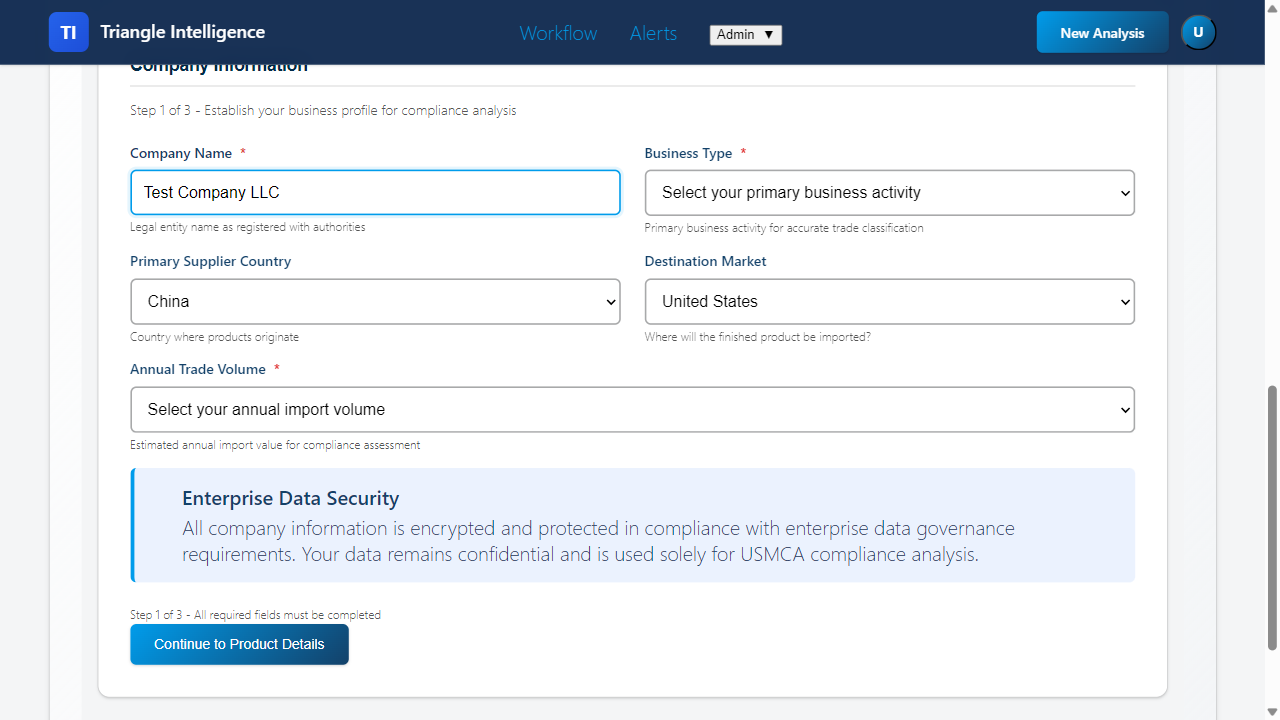 TI Triangle Intelligence Workflow Alerts Admin ▼ New Analysis U
Company Information
Step 1 of 3 - Establish your business profile for compliance analysis
Company Name * Business Type *
Test Company LLC Select your primary business activity
Legal entity name as registered with authorities Primary business activity for accurate trade classification
Primary Supplier Country Destination Market
China United States
Country where products originate Where will the finished product be imported?
Annual Trade Volume *
Select your annual import volume
Estimated annual import value for compliance assessment
Enterprise Data Security
All company information is encrypted and protected in compliance with enterprise data governance
requirements. Your data remains confidential and is used solely for USMCA compliance analysis.
Step 1 of 3 - All required fields must be completed
Continue to Product Details